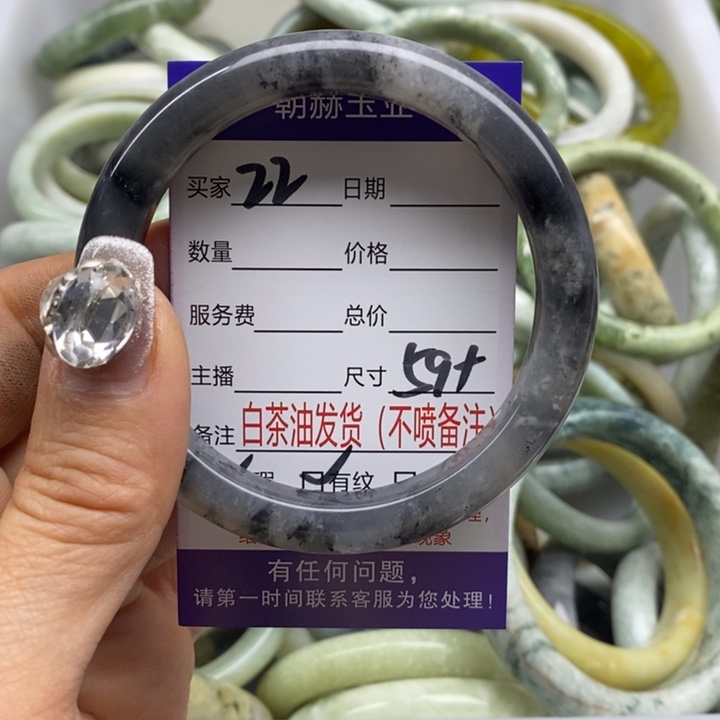 朝赫玉业
买家 22 日期
数量 价格
服务费 总价
主播 尺寸 59+
备注 白茶油发货（不喷备注）
有纹
有任何问题，
请第一时间联系客服为您处理！